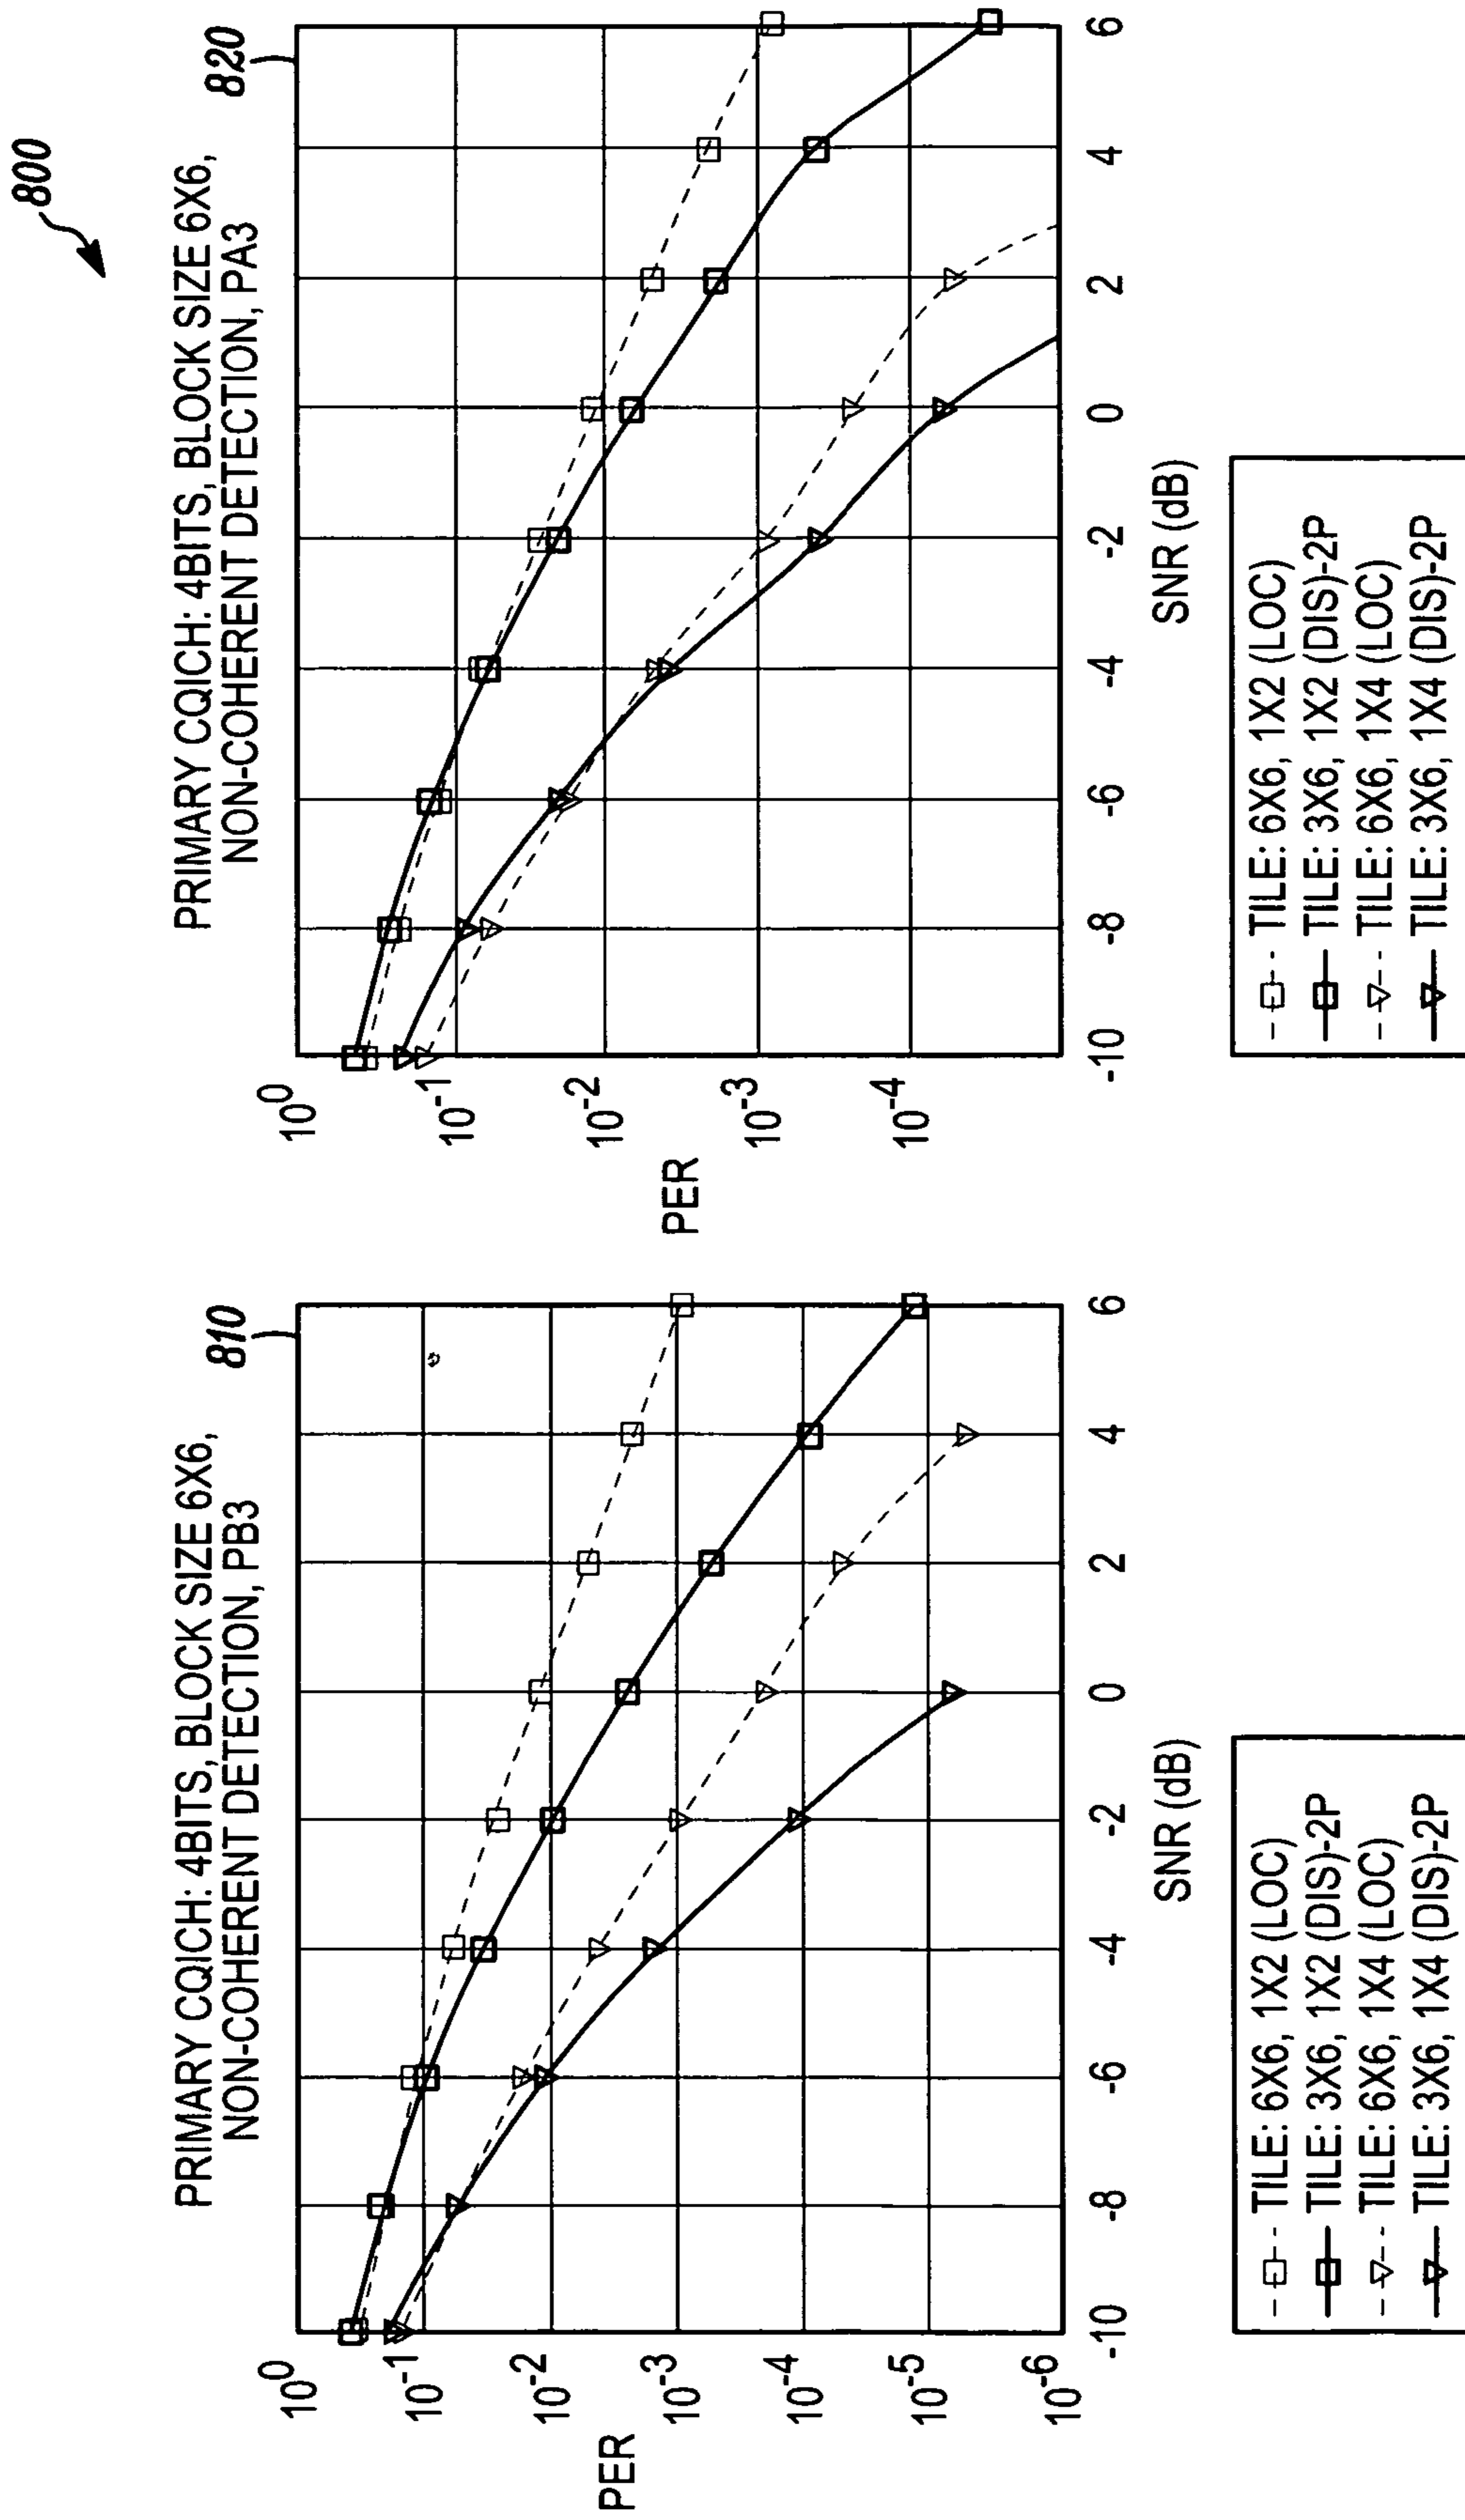 800
PRIMARY CQICH: 4BITS, BLOCK SIZE 6X6,
NON-COHERENT DETECTION, PB3
810
10^0
10^-1
10^-2
10^-3
10^-4
10^-5
10^-6
PER
-10 -8 -6 -4 -2 0 2 4 6
SNR (dB)
TILE: 6X6, 1X2 (LOC)
TILE: 3X6, 1X2 (DIS)-2P
TILE: 6X6, 1X4 (LOC)
TILE: 3X6, 1X4 (DIS)-2P
PRIMARY CQICH: 4BITS, BLOCK SIZE 6X6,
NON-COHERENT DETECTION, PA3
820
10^0
10^-1
10^-2
10^-3
10^-4
PER
-10 -8 -6 -4 -2 0 2 4 6
SNR (dB)
TILE: 6X6, 1X2 (LOC)
TILE: 3X6, 1X2 (DIS)-2P
TILE: 6X6, 1X4 (LOC)
TILE: 3X6, 1X4 (DIS)-2P